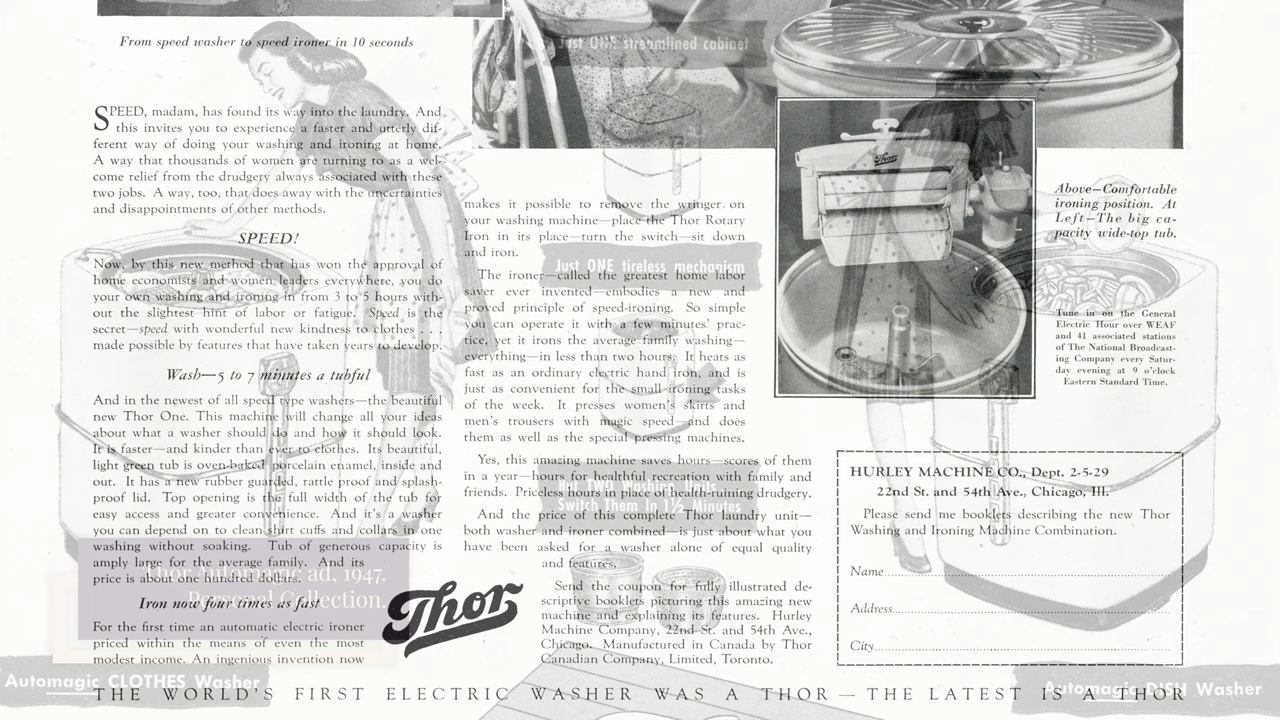 From speed washer to speed ironer in 10 seconds
SPEED, madam, has found its way into the laundry. And
this invites you to experience a faster and utterly dif-
ferent way of doing your washing and ironing at home.
A way that thousands of women are turning to as a wel-
come relief from the drudgery always associated with these
two jobs. A way, too, that does away with the uncertainties
and disappointments of other methods.
SPEED!
Now, by this new method that has won the approval of
home economists and women leaders everywhere, you do
your own washing and ironing in from 3 to 5 hours with-
out the slightest hint of labor or fatigue. Speed is the
secret—speed with wonderful new kindness to clothes . . .
made possible by features that have taken years to develop.
Wash—5 to 7 minutes a tubful
And in the newest of all speed type washers—the beautiful
new Thor One. This machine will change all your ideas
about what a washer should do and how it should look.
It is faster—and kinder than ever to clothes. Its beautiful,
light green tub is oven-baked porcelain enamel, inside and
out. It has a new rubber guarded, rattle proof and splash-
proof lid. Top opening is the full width of the tub for
easy access and greater convenience. And it's a washer
you can depend on to clean even cuffs and collars in one
washing without soaking. Tub of generous capacity is
amply large for the average family. And its
price is about one hundred dollars.
Iron now four times as fast
For the first time an automatic electric ironer
priced within the means of even the most
modest income. An ingenious invention now
makes it possible to remove the wringer on
your washing machine—place the Thor Rotary
Iron in its place—turn the switch—sit down
and iron.
The ironer—called the greatest home labor
saver ever invented—embodies a new and
proved principle of speed-ironing. So simple
you can operate it with a few minutes' prac-
tice, yet it irons the average family washing—
everything—in less than two hours. It heats as
fast as an ordinary electric hand iron, and is
just as convenient for the small ironing tasks
of the week. It presses women's skirts and
men's trousers with magic speed and does
them as well as the special pressing machines.
Yes, this amazing machine saves hours—scores of them
in a year—hours for healthful recreation with family and
friends. Priceless hours in place of health-ruining drudgery.
And the price of this complete Thor laundry unit—
both washer and ironer combined—is just about what you
have been asked for a washer alone of equal quality
and features.
Send the coupon for fully illustrated de-
scriptive booklets picturing this amazing new
machine and explaining its features. Hurley
Machine Company, 22nd St. and 54th Ave.,
Chicago. Manufactured in Canada by Thor
Canadian Company, Limited, Toronto.
Thor
Just ONE streamlined cabinet
Just ONE tireless mechanism
TWO Washing Units
Switch Them In 1½ Minutes
Thor
Above—Comfortable
ironing position. At
Left—The big ca-
pacity wide-top tub.
Tune in on the General
Electric Hour over WEAF
and 41 associated stations
of The National Broadcast-
ing Company every Satur-
day evening at 9 o'clock
Eastern Standard Time.
HURLEY MACHINE CO., Dept. 2-5-29
22nd St. and 54th Ave., Chicago, Ill.
Please send me booklets describing the new Thor
Washing and Ironing Machine Combination.
Name
Address
City
Thor Automagic ad, 1947.
Personal Collection.
Automagic CLOTHES Washer
Automagic DISH Washer
THE WORLD'S FIRST ELECTRIC WASHER WAS A THOR—THE LATEST IS A THOR